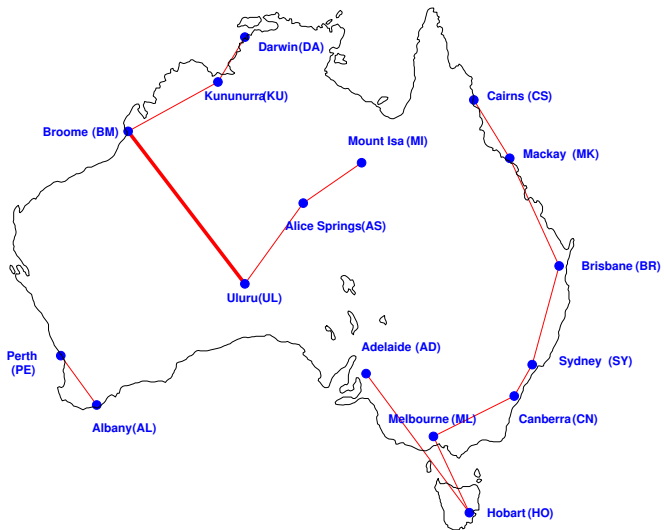 Darwin (DA)
Kununurra(KU)
Cairns (CS)
Broome (BM)
Mount Isa (MI)
Mackay (MK)
Alice Springs(AS)
Brisbane (BR)
Uluru(UL)
Adelaide (AD)
Perth
(PE)
Sydney (SY)
Melbourne (ML)
Canberra(CN)
Albany(AL)
Hobart (HO)